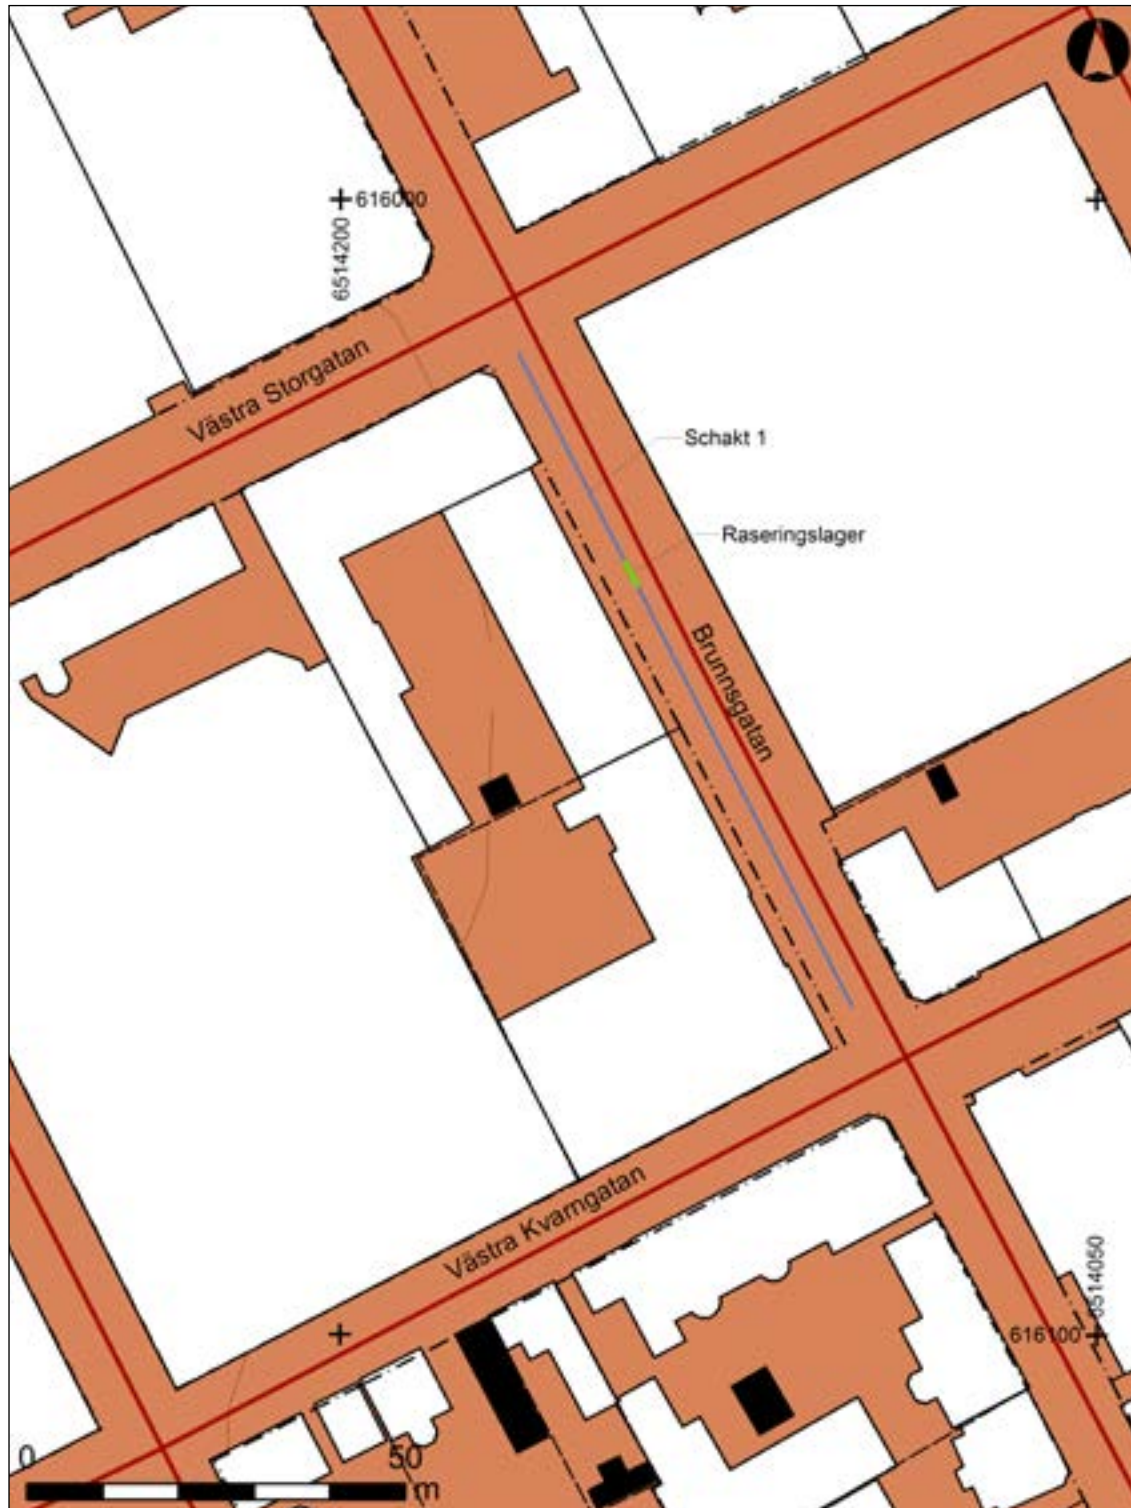 616000
6514200
Västra Storgatan
Schakt 1
Raseringslager
Brunnsgatan
Västra Kvarngatan
6514050
616100
0
50
m